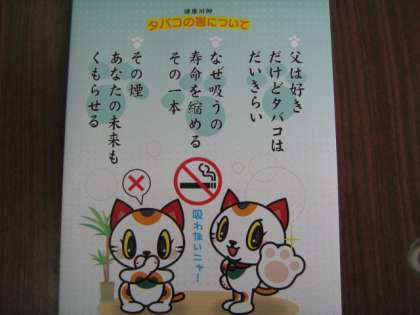 健康川柳
タバコの害について
父は好き
だけどタバコは
だいきらい
なぜ吸うの
寿命を縮める
その一本
その煙
あなたの未来も
くもらせる
吸わ無いニャ!